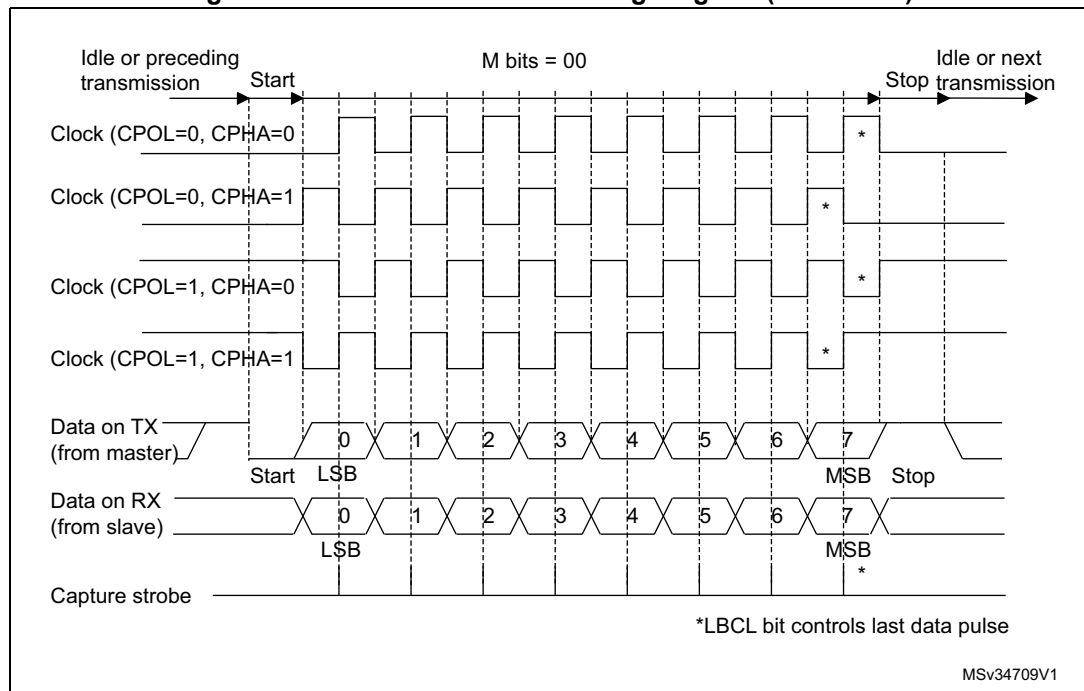 Idle or preceding
transmission
Start
M bits = 00
Stop
Idle or next
transmission
Clock (CPOL=0, CPHA=0
*
Clock (CPOL=0, CPHA=1
*
Clock (CPOL=1, CPHA=0
*
Clock (CPOL=1, CPHA=1
*
Data on TX
(from master)
0 1 2 3 4 5 6 7
Start LSB MSB Stop
Data on RX
(from slave)
0 1 2 3 4 5 6 7
LSB MSB
*
Capture strobe
*LBCL bit controls last data pulse
MSv34709V1